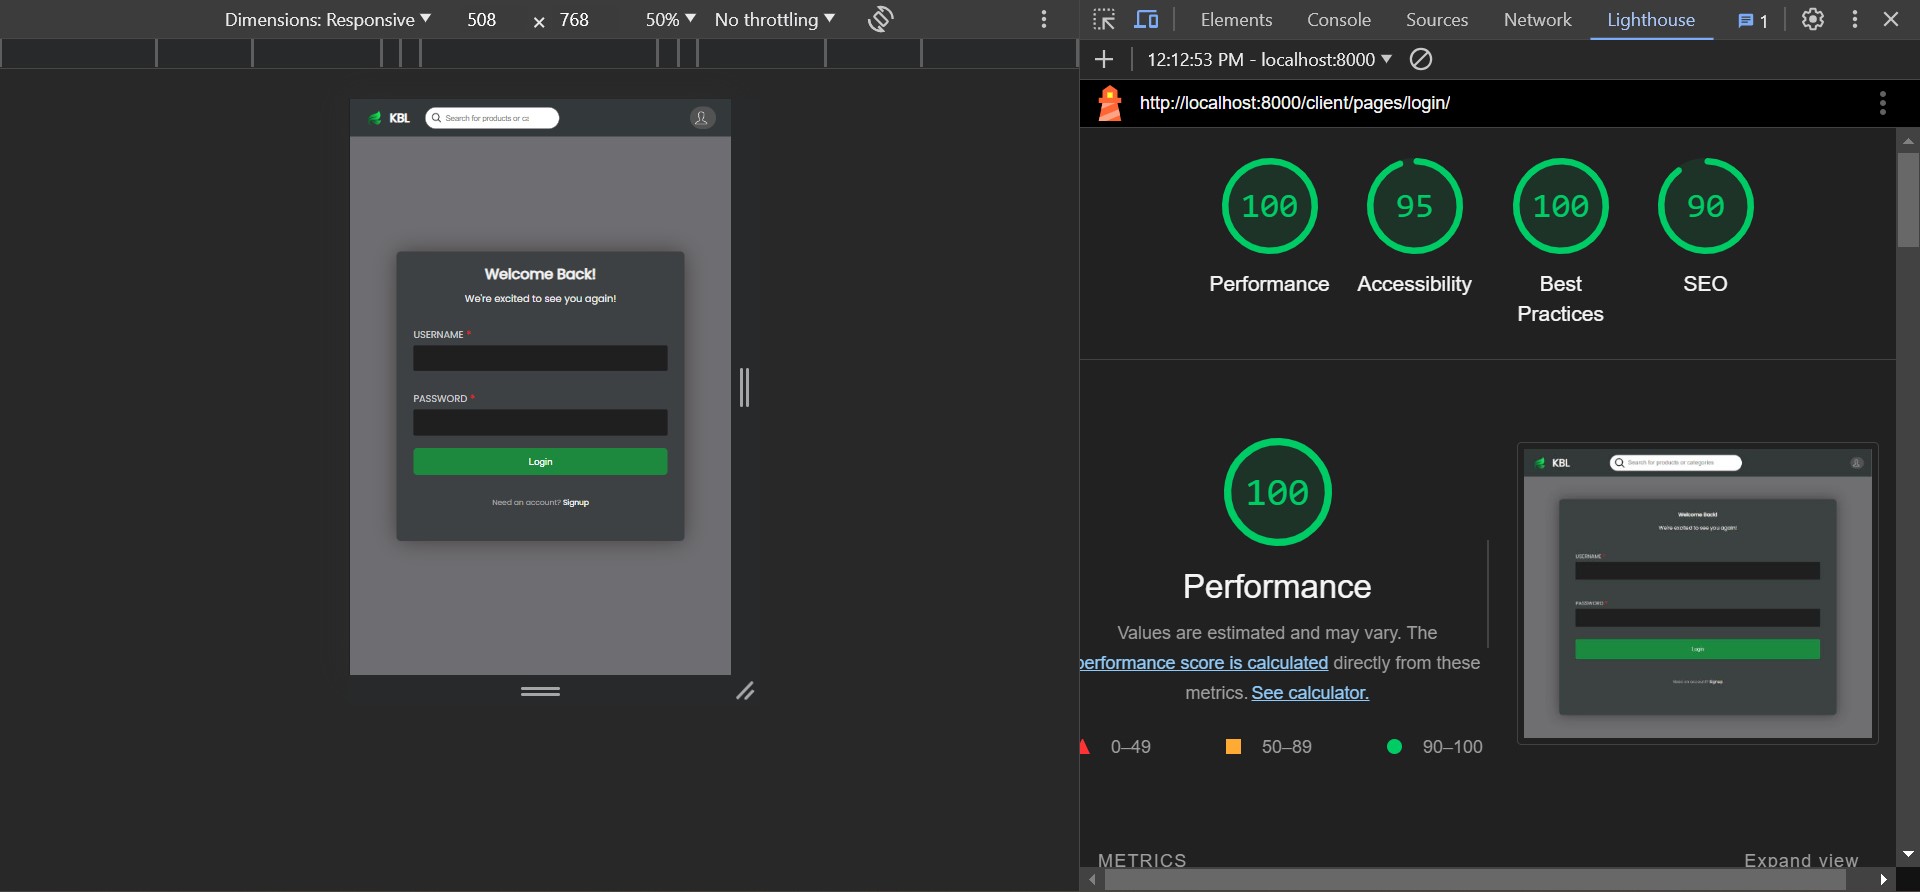 Dimensions: Responsive 508 × 768 50% No throttling
Elements Console Sources Network Lighthouse 1
12:12:53 PM - localhost:8000
http://localhost:8000/client/pages/login/
KBL Search for products or ca
Welcome Back!
We're excited to see you again!
USERNAME *
PASSWORD *
Login
Need an account? Signup
100 95 100 90
Performance Accessibility Best Practices SEO
100
Performance
Values are estimated and may vary. The
performance score is calculated directly from these
metrics. See calculator.
0–49 50–89 90–100
KBL Search for products or categories
Welcome Back!
We're excited to see you again!
USERNAME
PASSWORD
Login
Need an account? Signup
METRICS Expand view